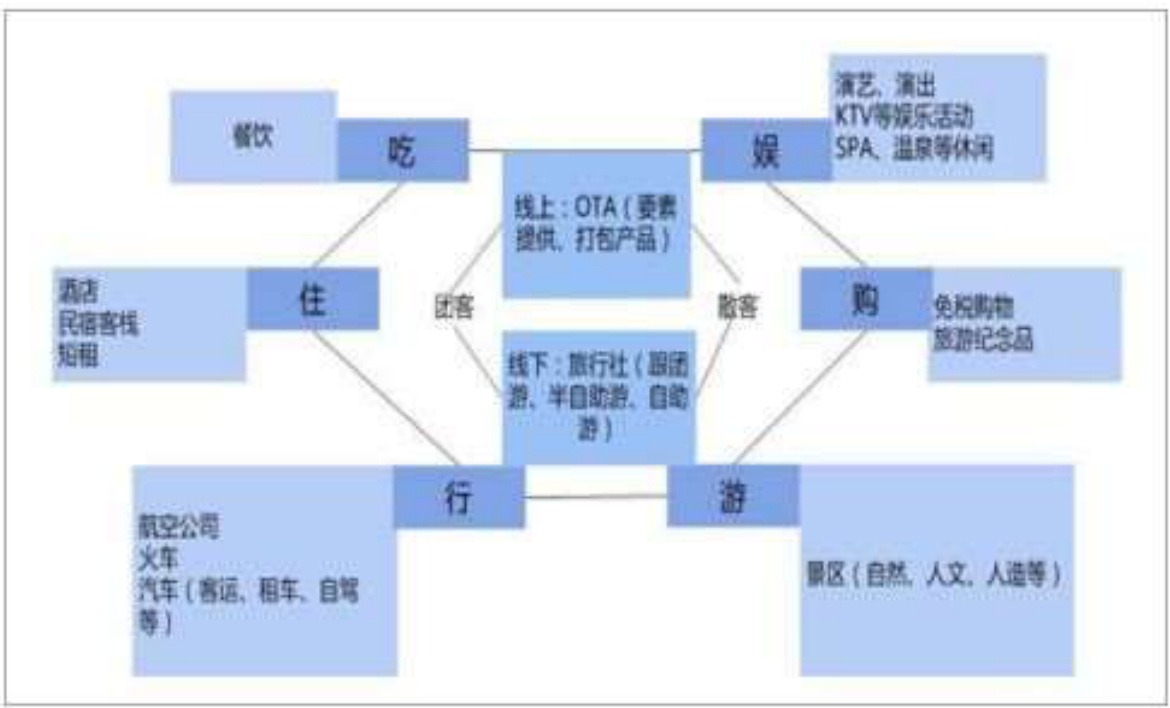 餐饮
吃
娱
演艺、演出
KTV等娱乐活动
SPA、温泉等休闲
线上：OTA（要素
提供、打包产品）
酒店
民宿客栈
短租
住
团客
散客
购
免税购物
旅游纪念品
线下：旅行社（跟团
游、半自助游、自助
游）
行
航空公司
火车
汽车（客运、租车、自驾
等）
游
景区（自然、人文、人造等）